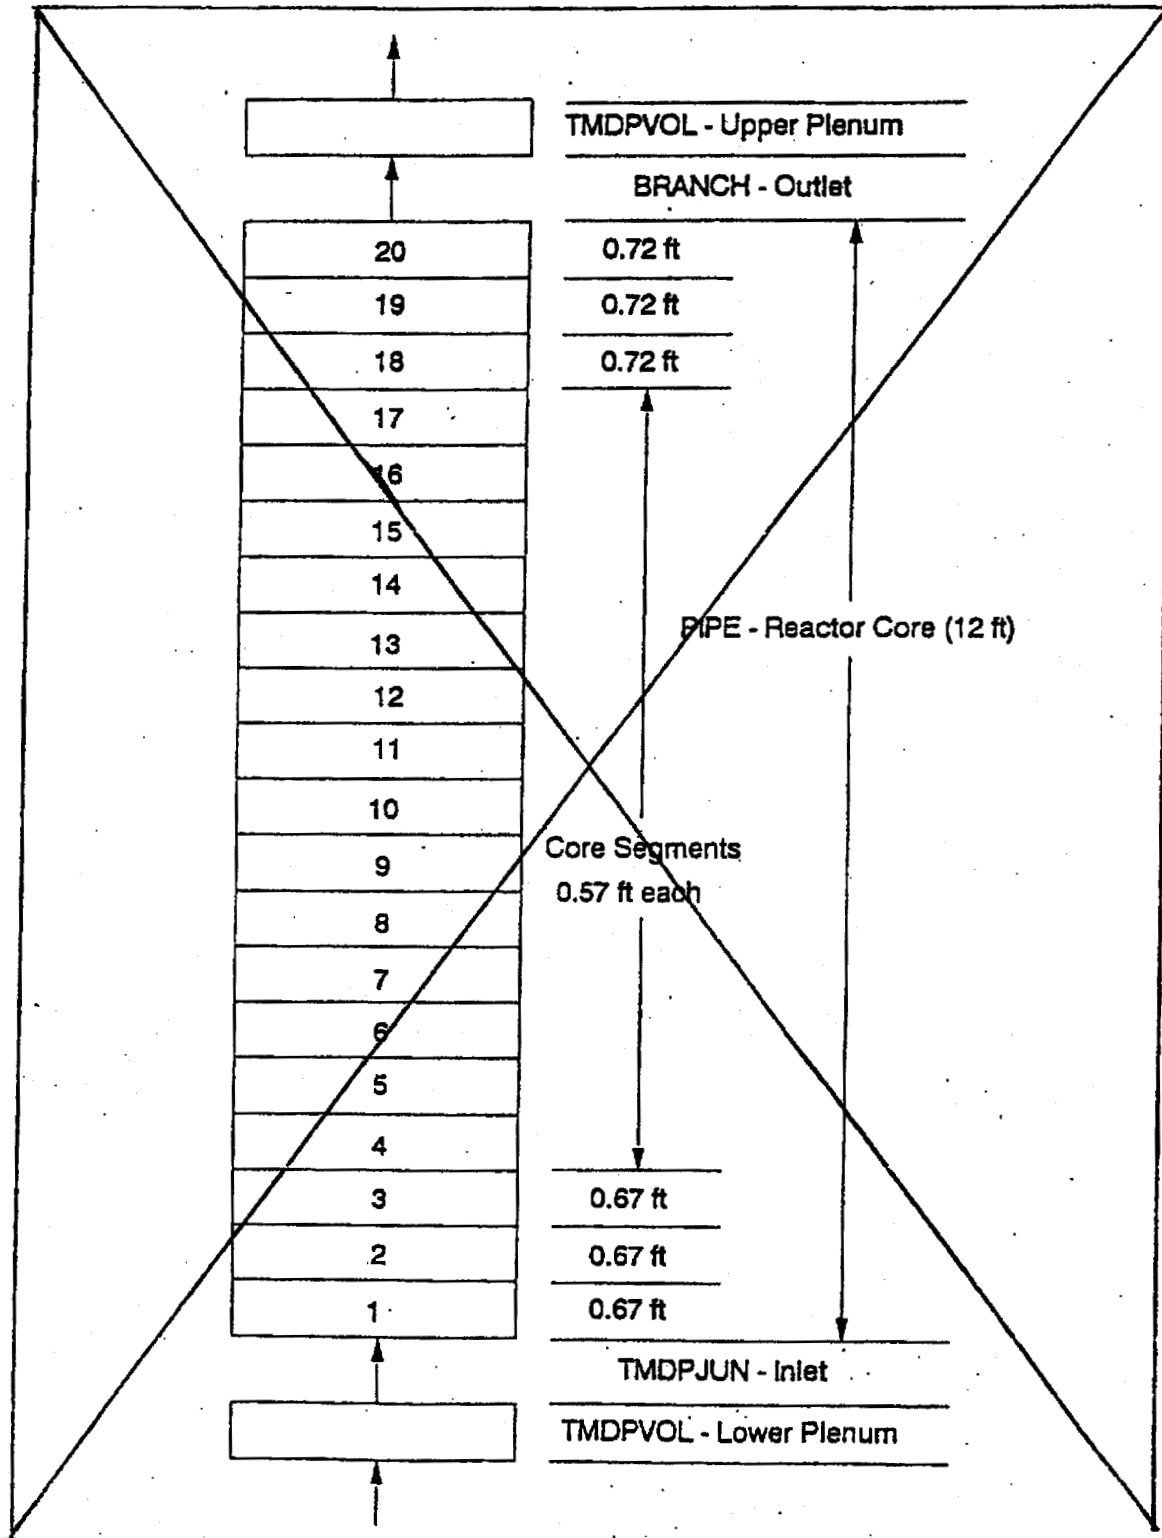 TMDPVOL - Upper Plenum
BRANCH - Outlet
20 0.72 ft
19 0.72 ft
18 0.72 ft
17
16
15
14
13
PIPE - Reactor Core (12 ft)
12
11
10
9
Core Segments
0.57 ft each
8
7
6
5
4
3 0.67 ft
2 0.67 ft
1 0.67 ft
TMDPJUN - Inlet
TMDPVOL - Lower Plenum